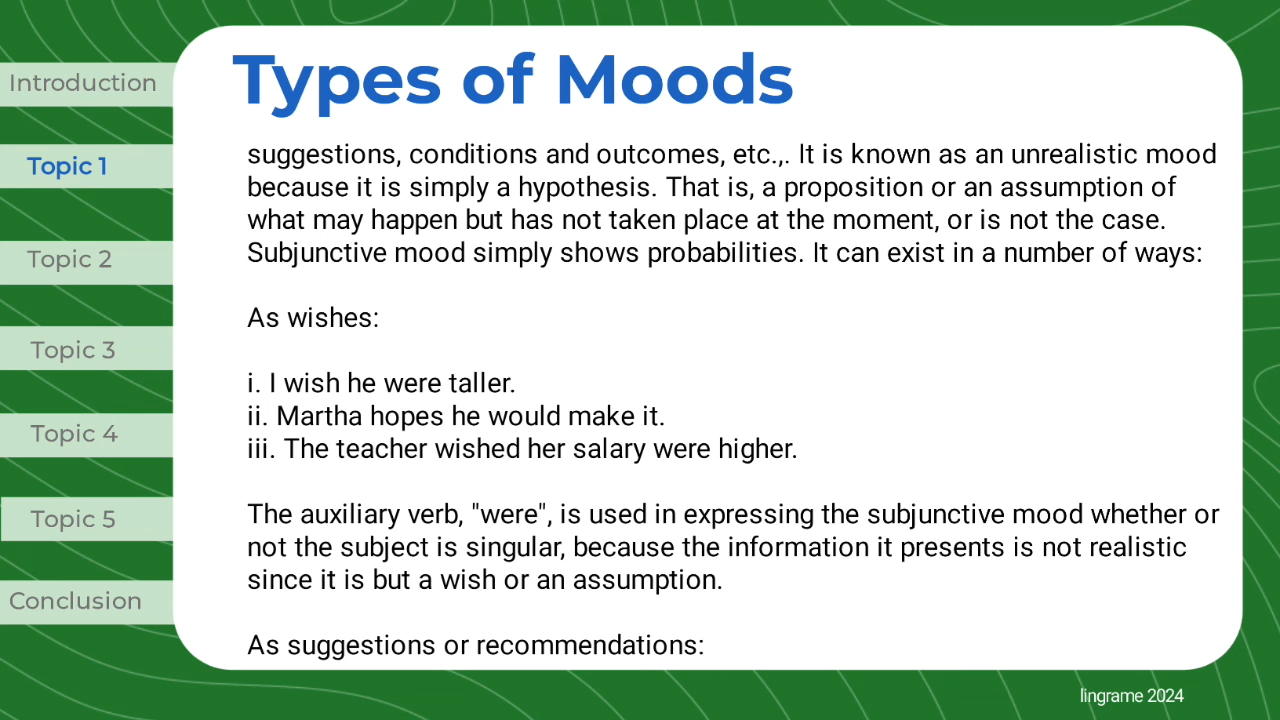 Types of Moods
Introduction
Topic 1
Topic 2
Topic 3
Topic 4
Topic 5
Conclusion
suggestions, conditions and outcomes, etc.,. It is known as an unrealistic mood
because it is simply a hypothesis. That is, a proposition or an assumption of
what may happen but has not taken place at the moment, or is not the case.
Subjunctive mood simply shows probabilities. It can exist in a number of ways:
As wishes:
i. I wish he were taller.
ii. Martha hopes he would make it.
iii. The teacher wished her salary were higher.
The auxiliary verb, "were", is used in expressing the subjunctive mood whether or
not the subject is singular, because the information it presents is not realistic
since it is but a wish or an assumption.
As suggestions or recommendations:
lingrame 2024